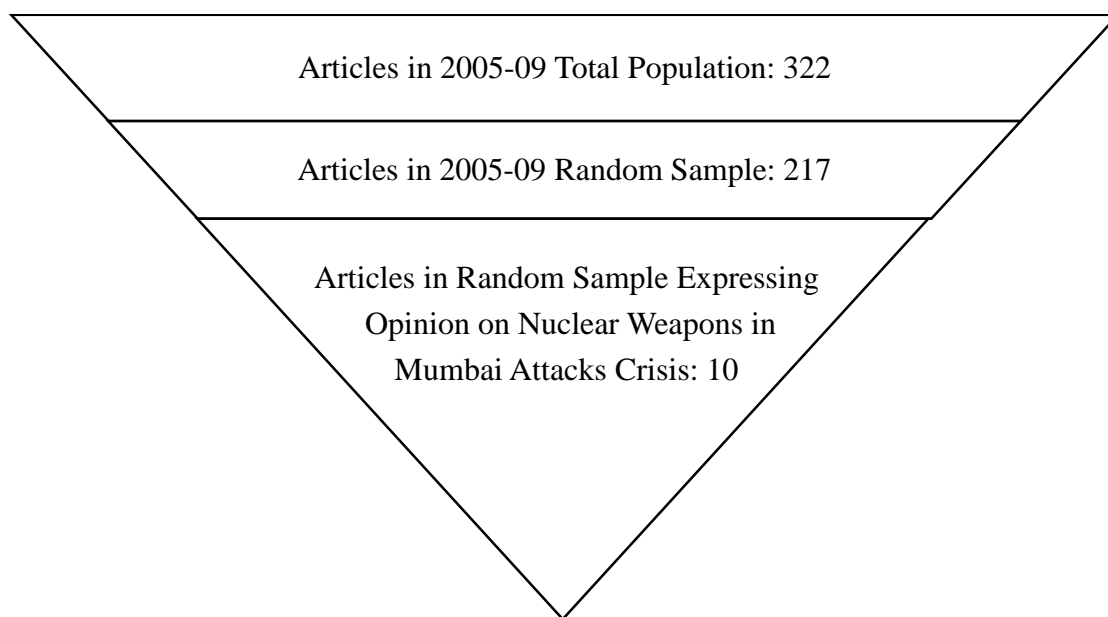 Articles in 2005-09 Total Population: 322
Articles in 2005-09 Random Sample: 217
Articles in Random Sample Expressing
Opinion on Nuclear Weapons in
Mumbai Attacks Crisis: 10